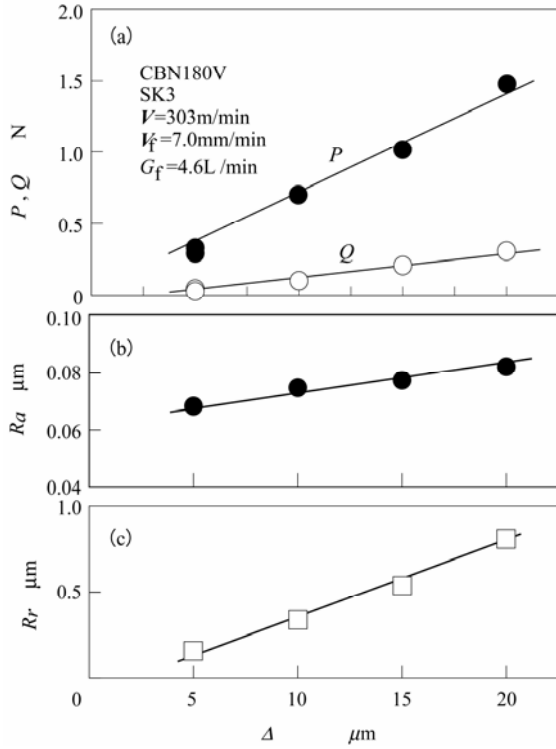 2.0
(a)
CBN180V
SK3
V=303m/min
Vf=7.0mm/min
Gf=4.6L /min
1.5
1.0
0.5
0
P , Q N
P
Q
0.10
(b)
0.08
0.06
0.04
Ra μm
1.0
(c)
0.5
Rr μm
0 5 10 15 20
Δ μm